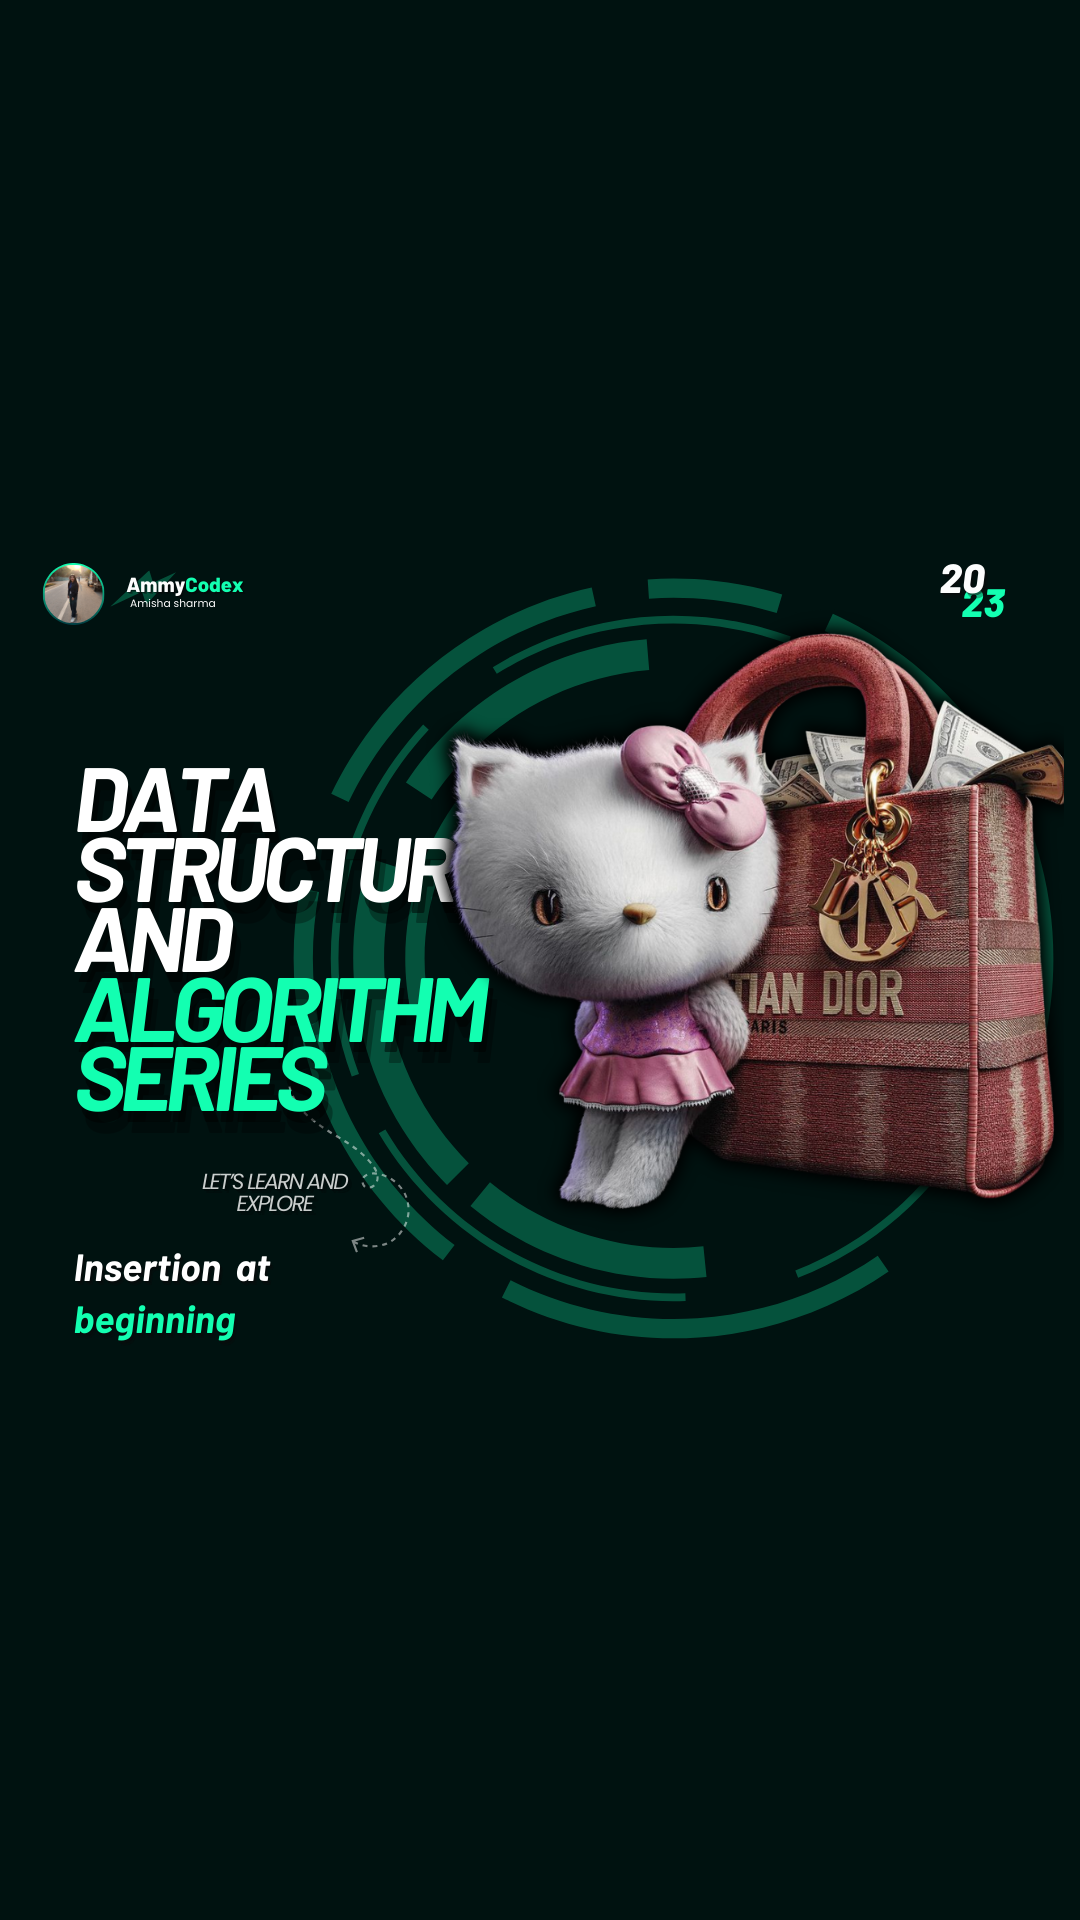 AmmyCodex
Amisha sharma
20
23
DATA
STRUCTUR
AND
ALGORITHM
SERIES
TIAN DIOR
ARIS
LET'S LEARN AND
EXPLORE
Insertion at
beginning